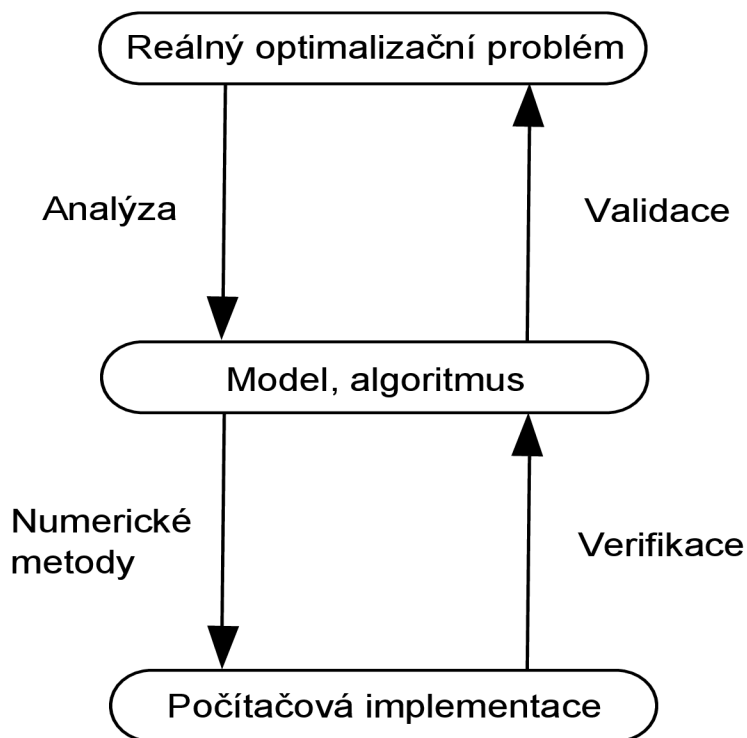 Reálný optimalizační problém
Analýza
Validace
Model, algoritmus
Numerické
metody
Verifikace
Počítačová implementace